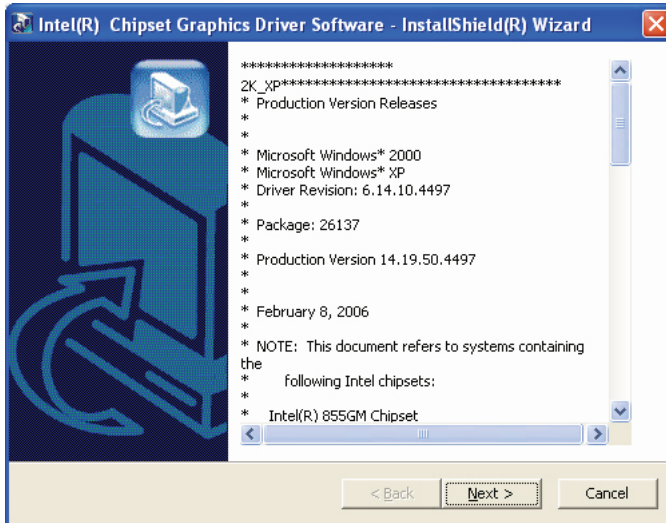 Intel(R) Chipset Graphics Driver Software - InstallShield(R) Wizard
*******************
2K_XP***********************************
* Production Version Releases
*
*
* Microsoft Windows* 2000
* Microsoft Windows* XP
* Driver Revision: 6.14.10.4497
*
* Package: 26137
*
* Production Version 14.19.50.4497
*
*
* February 8, 2006
*
* NOTE: This document refers to systems containing
the
* following Intel chipsets:
*
* Intel(R) 855GM Chipset
< Back Next > Cancel